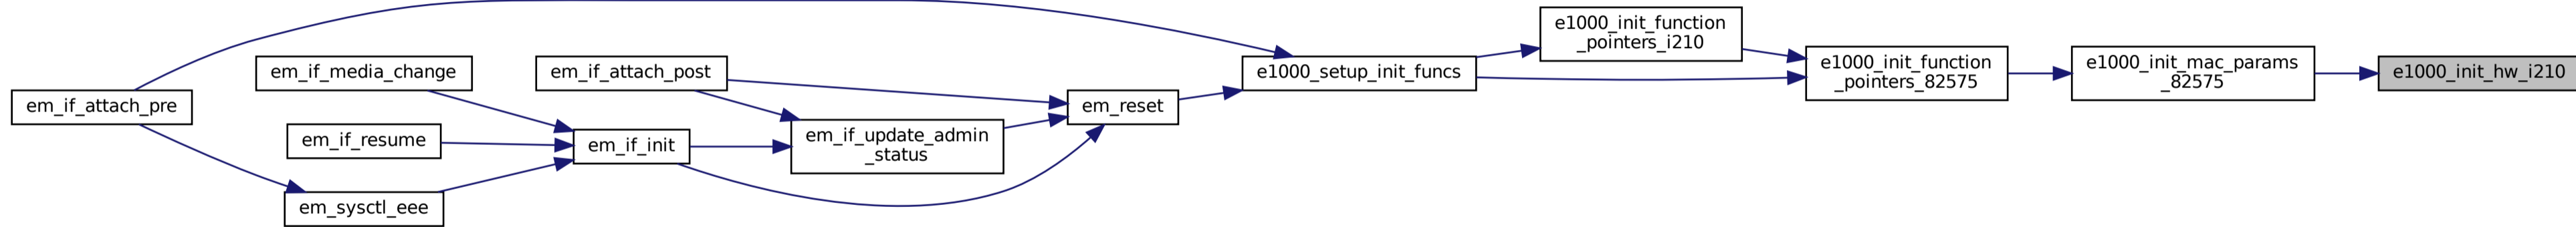 em_if_attach_pre
em_if_media_change
em_if_resume
em_sysctl_eee
em_if_attach_post
em_if_init
em_if_update_admin
_status
em_reset
e1000_setup_init_funcs
e1000_init_function
_pointers_i210
e1000_init_function
_pointers_82575
e1000_init_mac_params
_82575
e1000_init_hw_i210